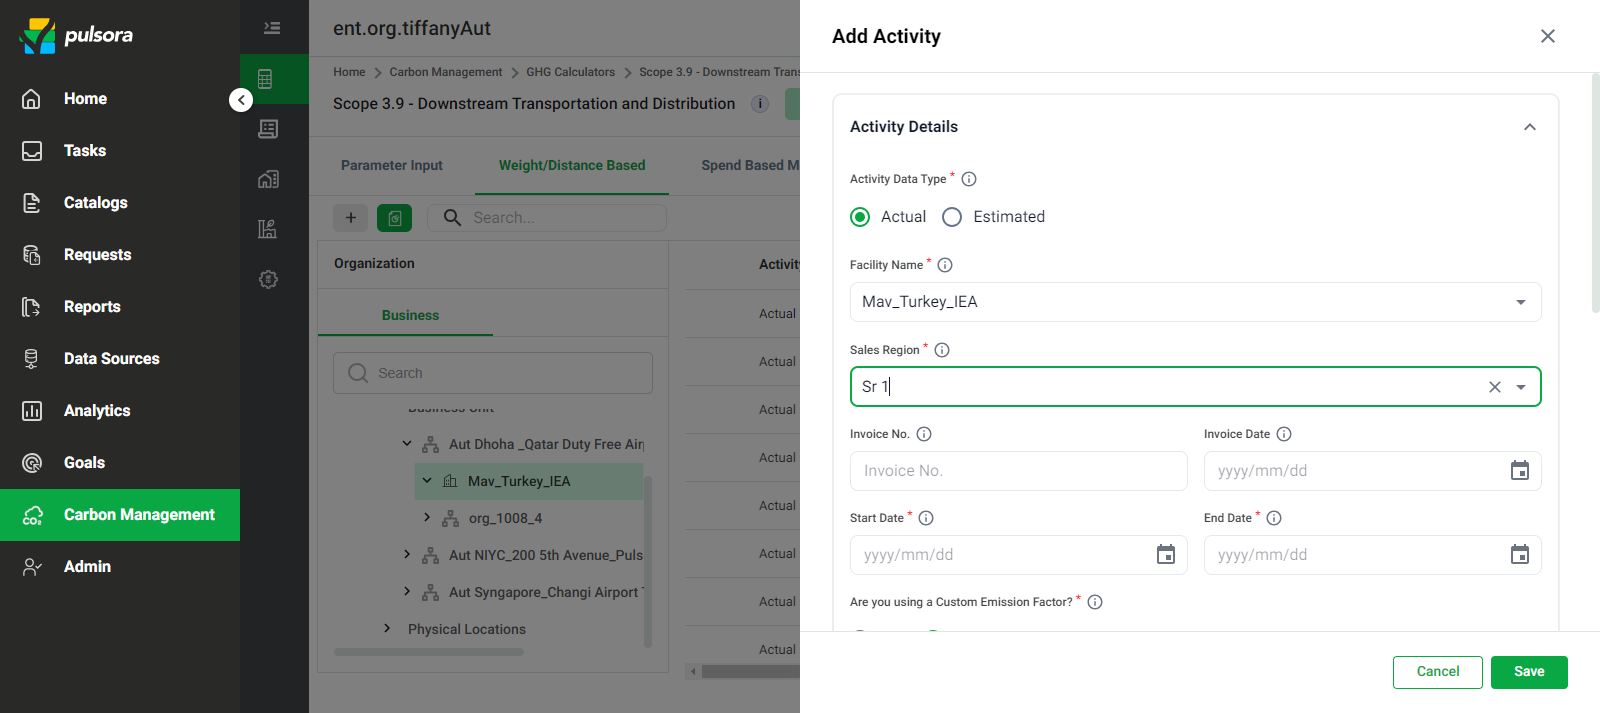 pulsora
Home
Tasks
Catalogs
Requests
Reports
Data Sources
Analytics
Goals
Carbon Management
Admin
ent.org.tiffanyAut
Home > Carbon Management > GHG Calculators > Scope 3.9 - Downstream Trans
Scope 3.9 - Downstream Transportation and Distribution
Parameter Input
Weight/Distance Based
Spend Based M
Search...
Organization
Business
Search
Business Unit
Aut Dhoha _Qatar Duty Free Air
Mav_Turkey_IEA
org_1008_4
Aut NIYC_200 5th Avenue_Puls
Aut Syngapore_Changi Airport T
Physical Locations
Activity
Actual
Actual
Actual
Actual
Actual
Actual
Actual
Actual
Add Activity
Activity Details
Activity Data Type *
Actual
Estimated
Facility Name *
Mav_Turkey_IEA
Sales Region *
Sr 1
Invoice No.
Invoice Date
Invoice No.
yyyy/mm/dd
Start Date *
End Date *
yyyy/mm/dd
yyyy/mm/dd
Are you using a Custom Emission Factor? *
Cancel
Save